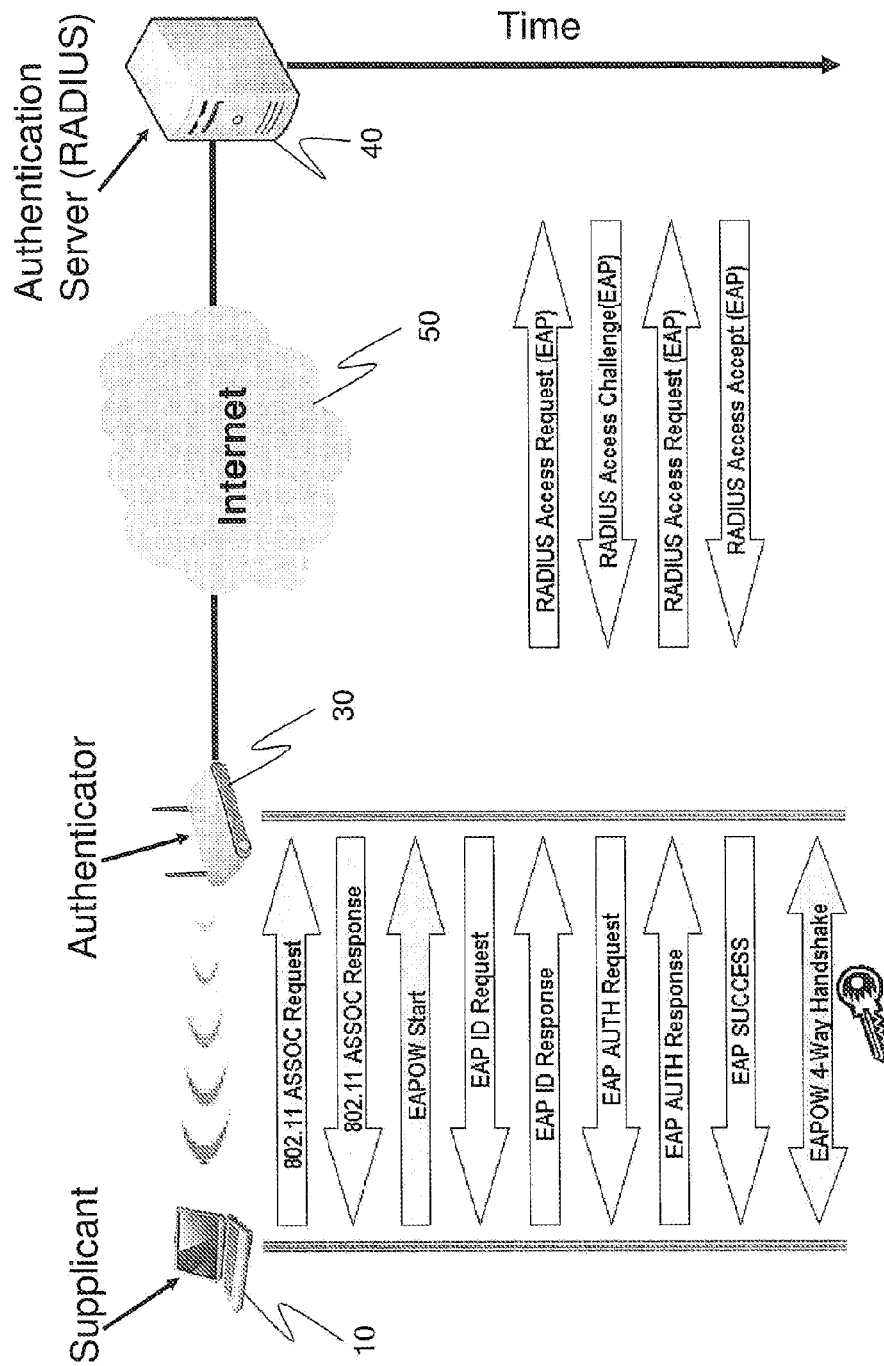 Supplicant
10
Authenticator
30
Internet
50
Authentication
Server (RADIUS)
40
Time
802.11 ASSOC Request
802.11 ASSOC Response
EAPOW Start
EAP ID Request
EAP ID Response
EAP AUTH Request
EAP AUTH Response
EAP SUCCESS
EAPOW 4-Way Handshake
RADIUS Access Request (EAP)
RADIUS Access Challenge(EAP)
RADIUS Access Request (EAP)
RADIUS Access Accept (EAP)